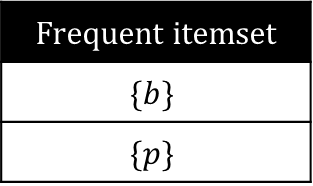 Frequent itemset
{b}
{p}